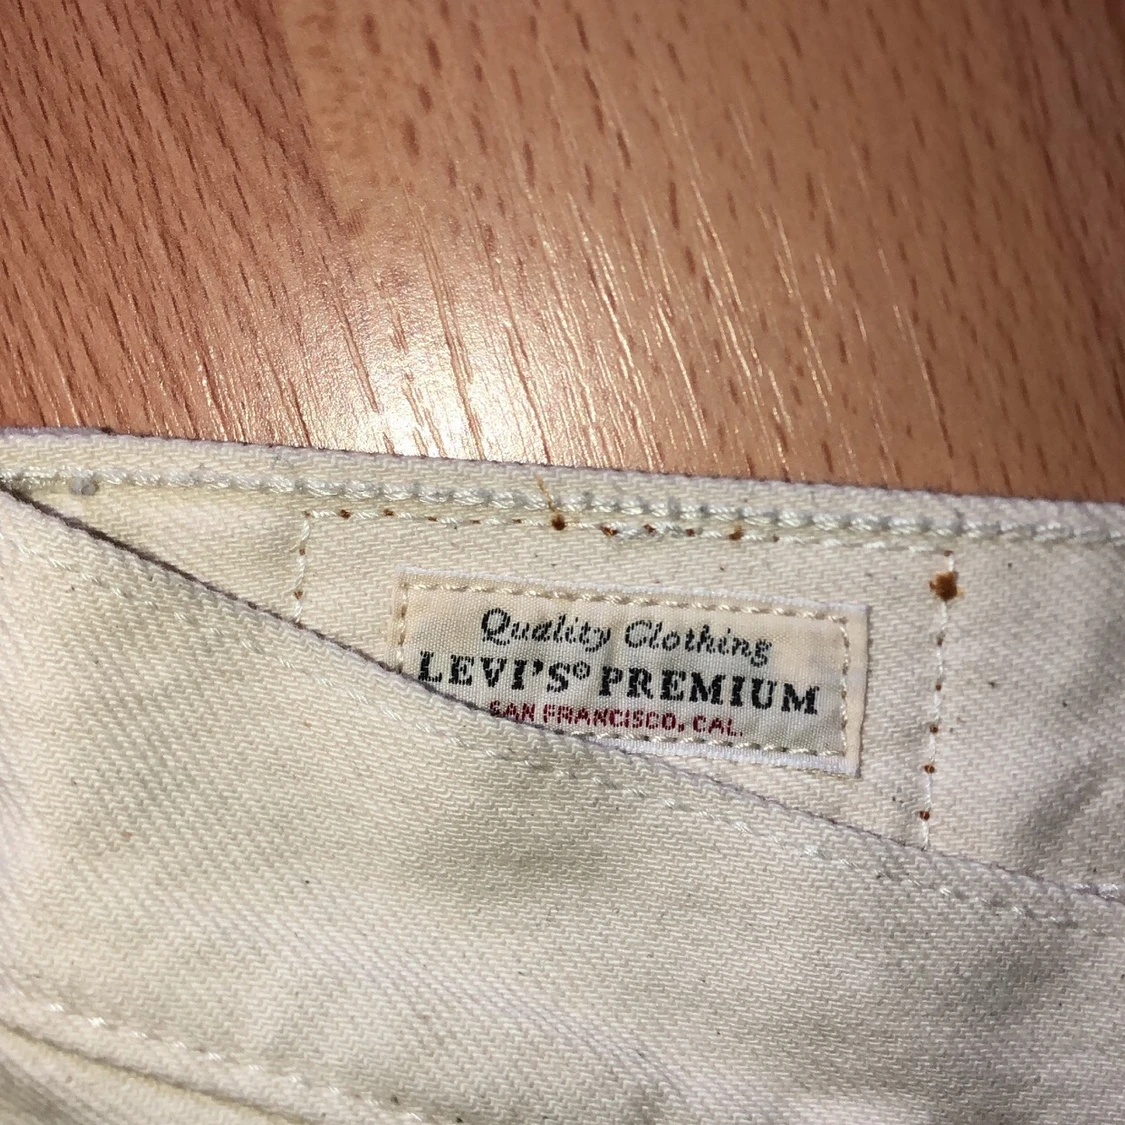 Quality Clothing
LEVI'S® PREMIUM
SAN FRANCISCO, CAL.